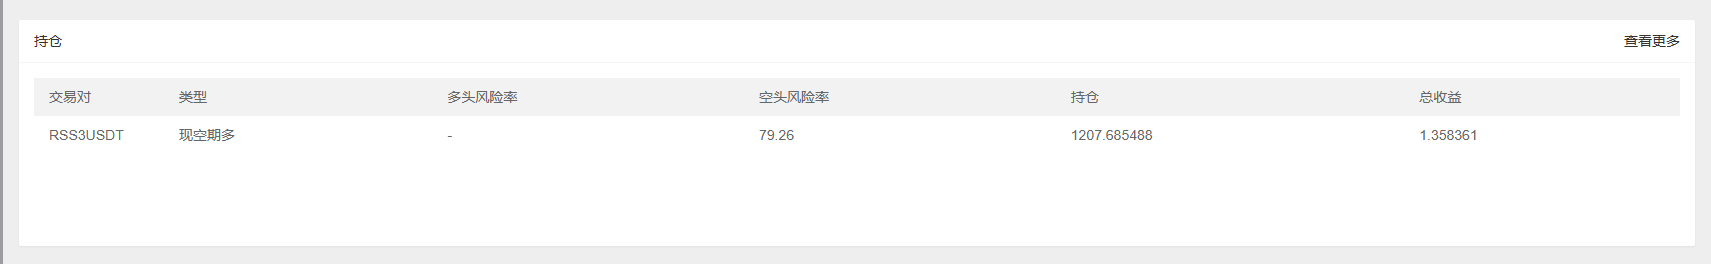 持仓 查看更多
交易对 类型 多头风险率 空头风险率 持仓 总收益
RSS3USDT 现空期多 - 79.26 1207.685488 1.358361